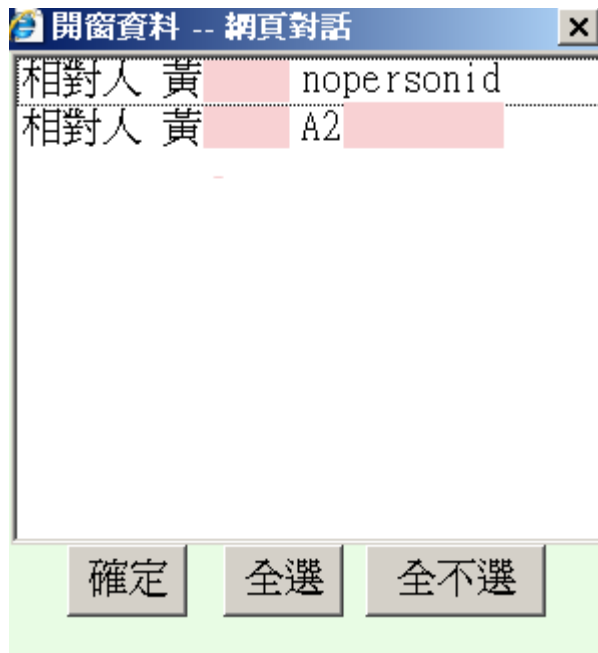 開窗資料 -- 網頁對話
相對人 黃 nopersonid
相對人 黃 A2
確定 全選 全不選